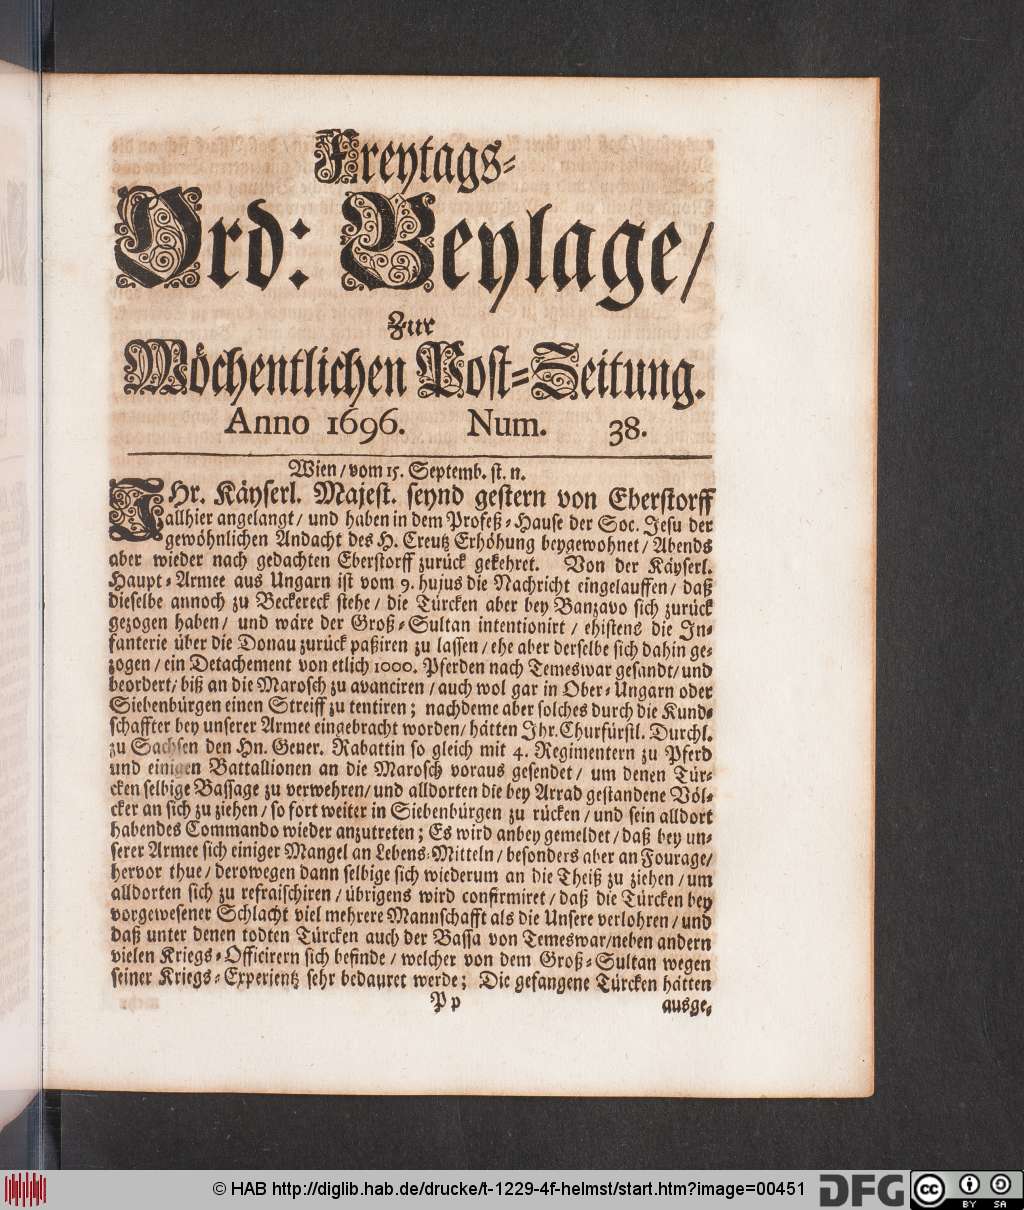 Freytags-
Ord: Beylage/
Zur
Wöchentlichen Post-Zeitung.
Anno 1696. Num. 38.
Wien/vom 15. Septemb. st. n.
IHr. Käyserl. Majest. seynd gestern von Eberstorff
allhier angelangt/ und haben in dem Profeß-Hause der Soc. Jesu der
gewöhnlichen Andacht des H. Creutz Erhöhung beygewohnet/ Abends
aber wieder nach gedachten Eberstorff zurück gekehret. Von der Käyserl.
Haupt-Armee aus Ungarn ist vom 9. hujus die Nachricht eingelauffen/ daß
dieselbe annoch zu Beckereck stehe/ die Türcken aber bey Banzavo sich zurück
gezogen haben/ und wäre der Groß-Sultan intentionirt/ ehistens die In-
fanterie über die Donau zurück paßiren zu lassen/ ehe aber derselbe sich dahin ge-
zogen/ ein Detachement von etlich 1000. Pferden nach Temeswar gesandt/ und
beordert/ biß an die Marosch zu avanciren/ auch wol gar in Ober-Ungarn oder
Siebenbürgen einen Streiff zu tentiren; nachdeme aber solches durch die Kund-
schaffter bey unserer Armee eingebracht worden/ hätten Ihr. Churfürstl. Durchl.
zu Sachsen den Hn. Gener. Rabattin so gleich mit 4. Regimentern zu Pferd
und einigen Battallionen an die Marosch voraus gesendet/ um denen Tür-
cken selbige Bassage zu verwehren/ und alldorten die bey Arrad gestandene Völ-
cker an sich zu ziehen/ so fort weiter in Siebenbürgen zu rücken/ und sein alldort
habendes Commando wieder anzutreten; Es wird anbey gemeldet/ daß bey un-
serer Armee sich einiger Mangel an Lebens-Mitteln/ besonders aber an Fourage/
hervor thue/ derowegen dann selbige sich wiederum an die Theiß zu ziehen/ um
alldorten sich zu refraischiren/ übrigens wird confirmiret/ daß die Türcken bey
vorgewesener Schlacht viel mehrere Mannschafft als die Unsere verlohren/ und
daß unter denen todten Türcken auch der Bassa von Temeswar/neben andern
vielen Kriegs-Officirern sich befinde/ welcher von dem Groß-Sultan wegen
seiner Kriegs-Experientz sehr bedauret werde; Die gefangene Türcken hätten
Pp ausge-
© HAB http://diglib.hab.de/drucke/t-1229-4f-helmst/start.htm?image=00451
DFG cc BY SA